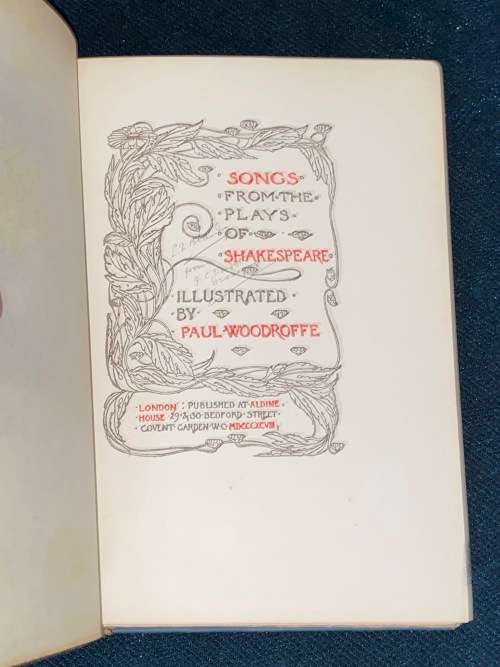 SONGS
FROM·THE
PLAYS
OF
SHAKESPEARE
ILLUSTRATED
BY
PAUL·WOODROFFE
·LONDON : PUBLISHED AT ALDINE
HOUSE 29·&30·BEDFORD·STREET·
COVENT GARDEN·W·C·MDCCCXCVIII